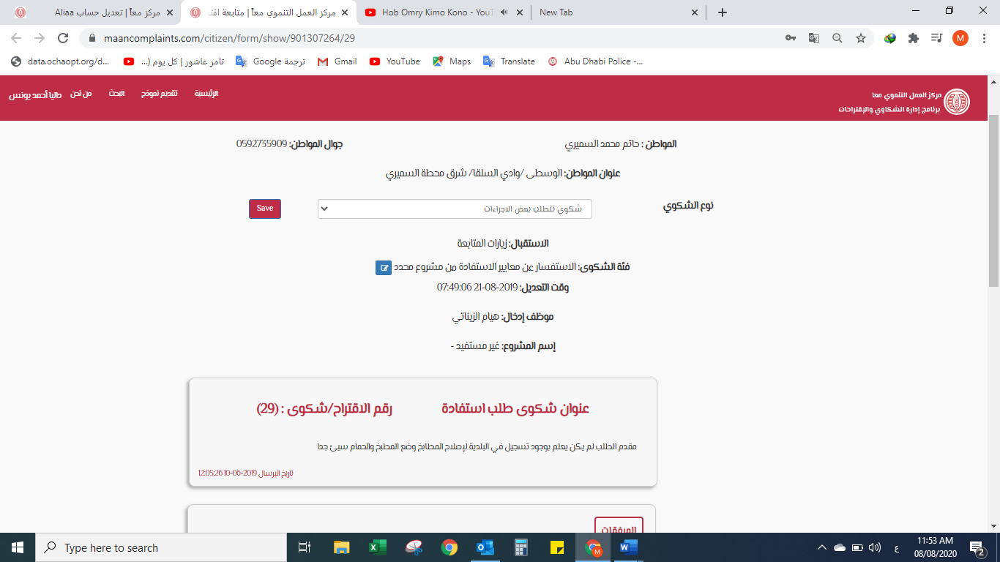 مركز معاً | تعديل حساب Aliaa
مركز العمل التنموي معاً | متابعة اقتـ
Hob Omry Kimo Kono - YouT
New Tab
maancomplaints.com/citizen/form/show/901307264/29
M
data.ochaopt.org/d...
تامر عاشور | كل يوم (...
ترجمة Google
Gmail
YouTube
Maps
Translate
Abu Dhabi Police -...
مركز العمل التنموي معا
برنامج إدارة الشكاوي والإقتراحات
الرئيسية
تقديم نموذج
البحث
من نحن
داليا أحمد يونس
المواطن : حاتم محمد السميري
جوال المواطن: 0592735909
عنوان المواطن: الوسطى /وادي السلقا/ شرق محطة السميري
نوع الشكوي
شكوي تتطلب بعض الاجراءات
Save
الاستقبال: زيارات المتابعة
فئة الشكوى: الاستفسار عن معايير الاستفادة من مشروع محدد
وقت التعديل: 2019-08-21 07:49:06
موظف إدخال: هيام الزيناتي
إسم المشروع: غير مستفيد -
عنوان شكوى طلب استفادة
رقم الاقتراح/شكوى : (29)
مقدم الطلب لم يكن يعلم بوجود تسجيل في البلدية لإصلاح المطابخ وضع المطبخ والحمام سيئ جدا
تاريخ الإرسال 2019-06-10 12:05:26
المرفقات
Type here to search
ع
11:53 AM
08/08/2020
2